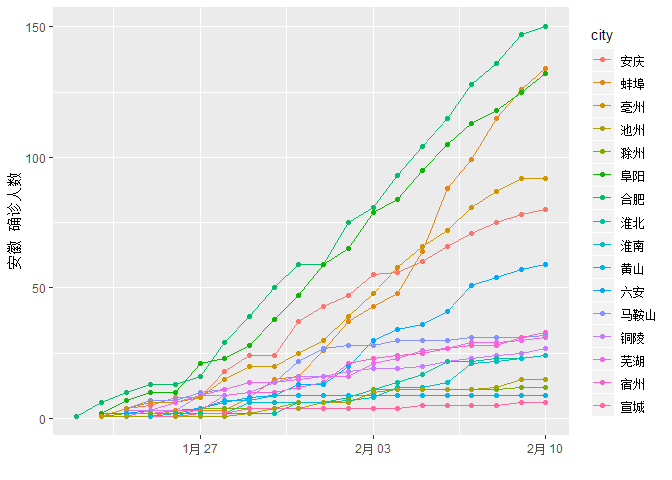 150
100
50
0
安徽 确诊人数
1月 27
2月 03
2月 10
city
安庆
蚌埠
亳州
池州
滁州
阜阳
合肥
淮北
淮南
黄山
六安
马鞍山
铜陵
芜湖
宿州
宣城